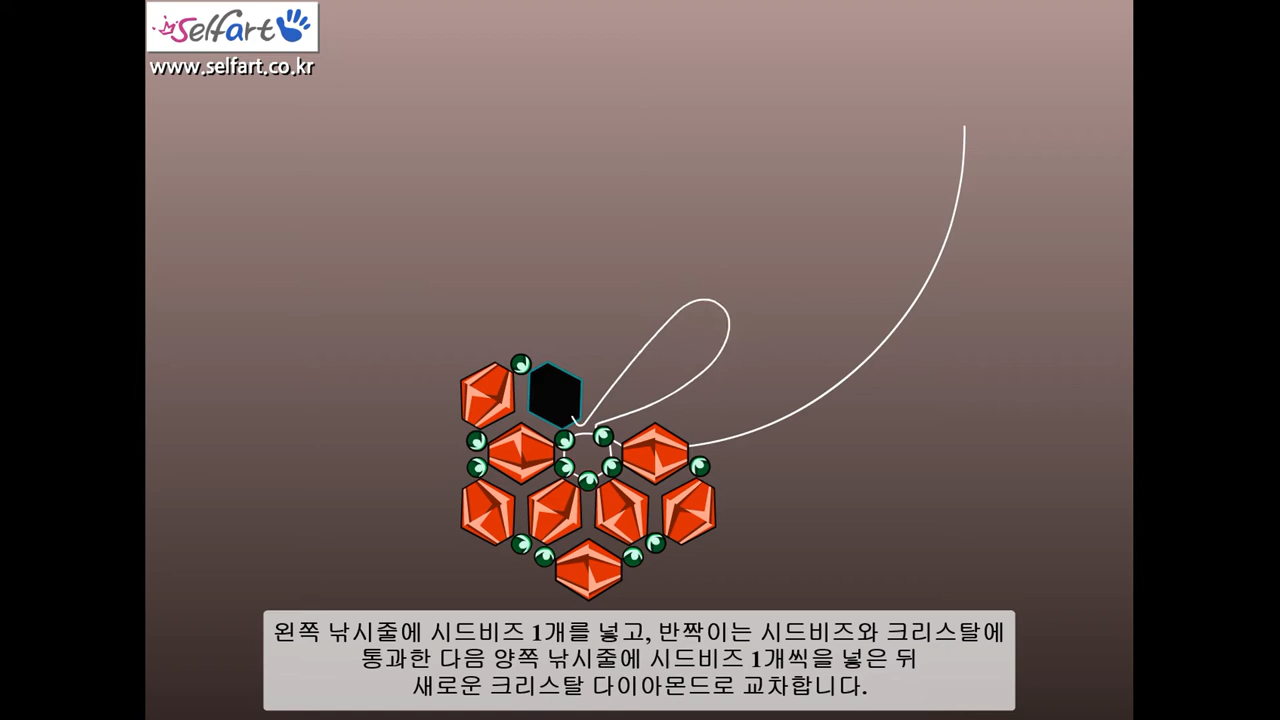 Selfart
www.selfart.co.kr
왼쪽 낚시줄에 시드비즈 1개를 넣고, 반짝이는 시드비즈와 크리스탈에
통과한 다음 양쪽 낚시줄에 시드비즈 1개씩을 넣은 뒤
새로운 크리스탈 다이아몬드로 교차합니다.